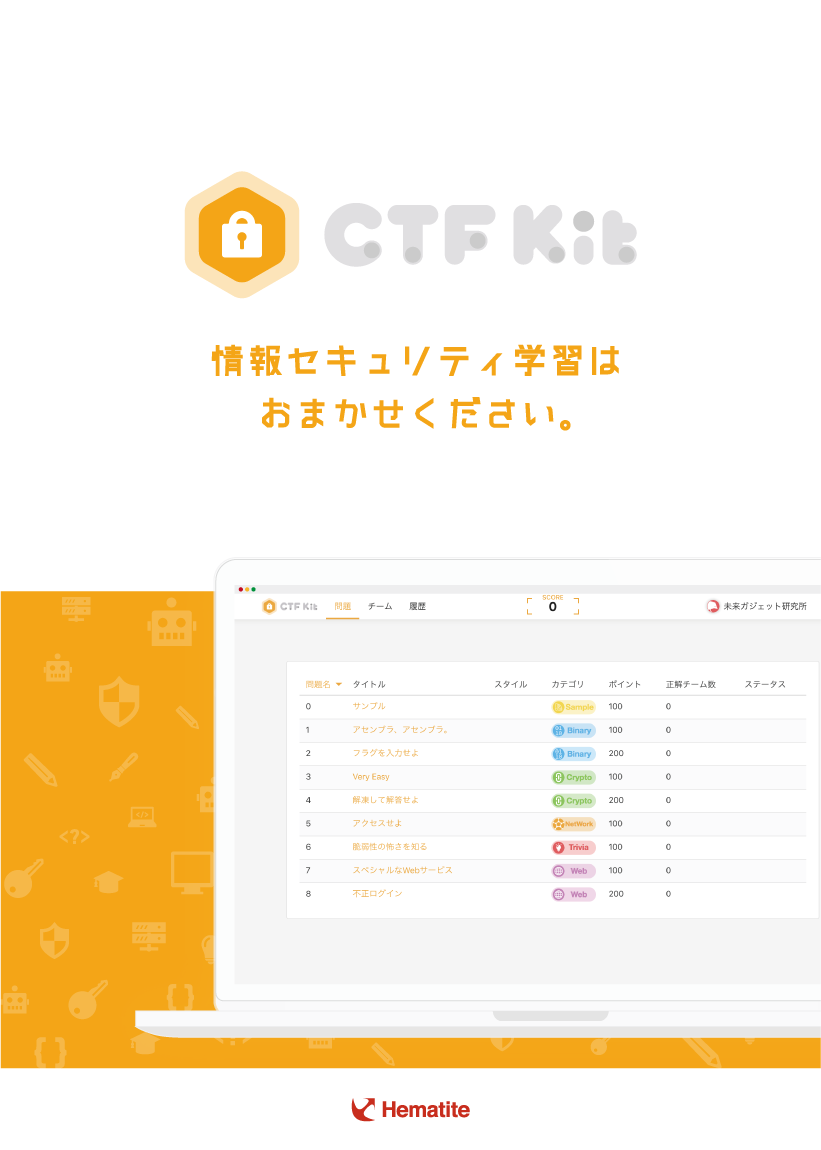 CTF Kit
情報セキュリティ学習は
おまかせください。
CTF Kit 問題 チーム 履歴 SCORE 0 未来ガジェット研究所
問題名 タイトル スタイル カテゴリ ポイント 正解チーム数 ステータス
0 サンプル Sample 100 0
1 アセンブラ、アセンブラ。 Binary 100 0
2 フラグを入力せよ Binary 200 0
3 Very Easy Crypto 100 0
4 解凍して解答せよ Crypto 200 0
5 アクセスせよ NetWork 100 0
6 脆弱性の怖さを知る Trivia 100 0
7 スペシャルなWebサービス Web 100 0
8 不正ログイン Web 200 0
Hematite